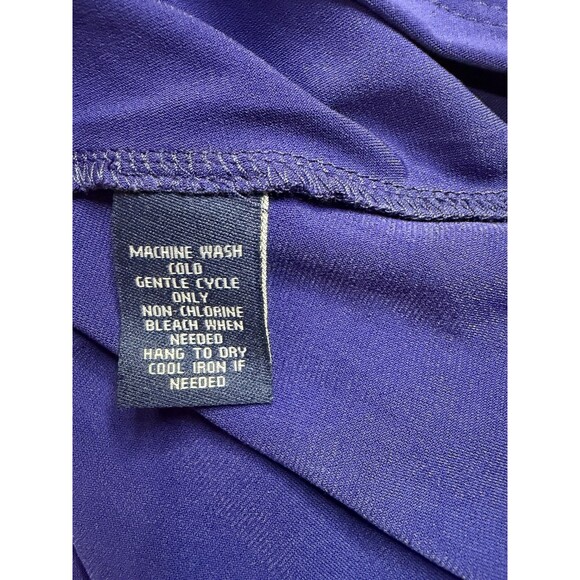 MACHINE WASH
COLD
GENTLE CYCLE
ONLY
NON-CHLORINE
BLEACH WHEN
NEEDED
HANG TO DRY
COOL IRON IF
NEEDED